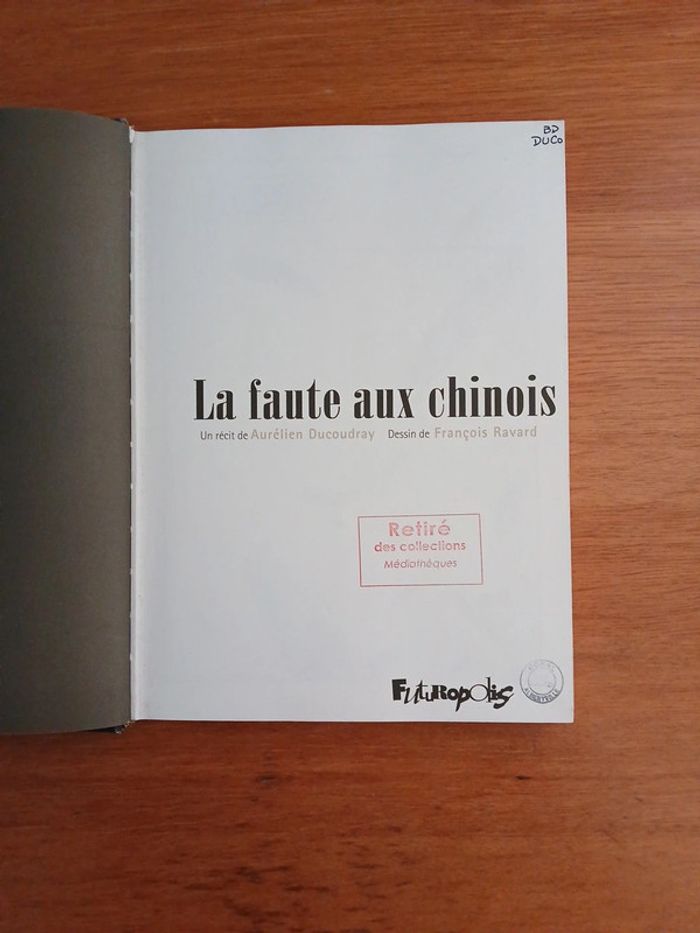 BD
DUCO
La faute aux chinois
Un récit de Aurélien Ducoudray Dessin de François Ravard
Retiré
des collections
Médiathèques
FUTUROPOLIS
ALBERTVILLE